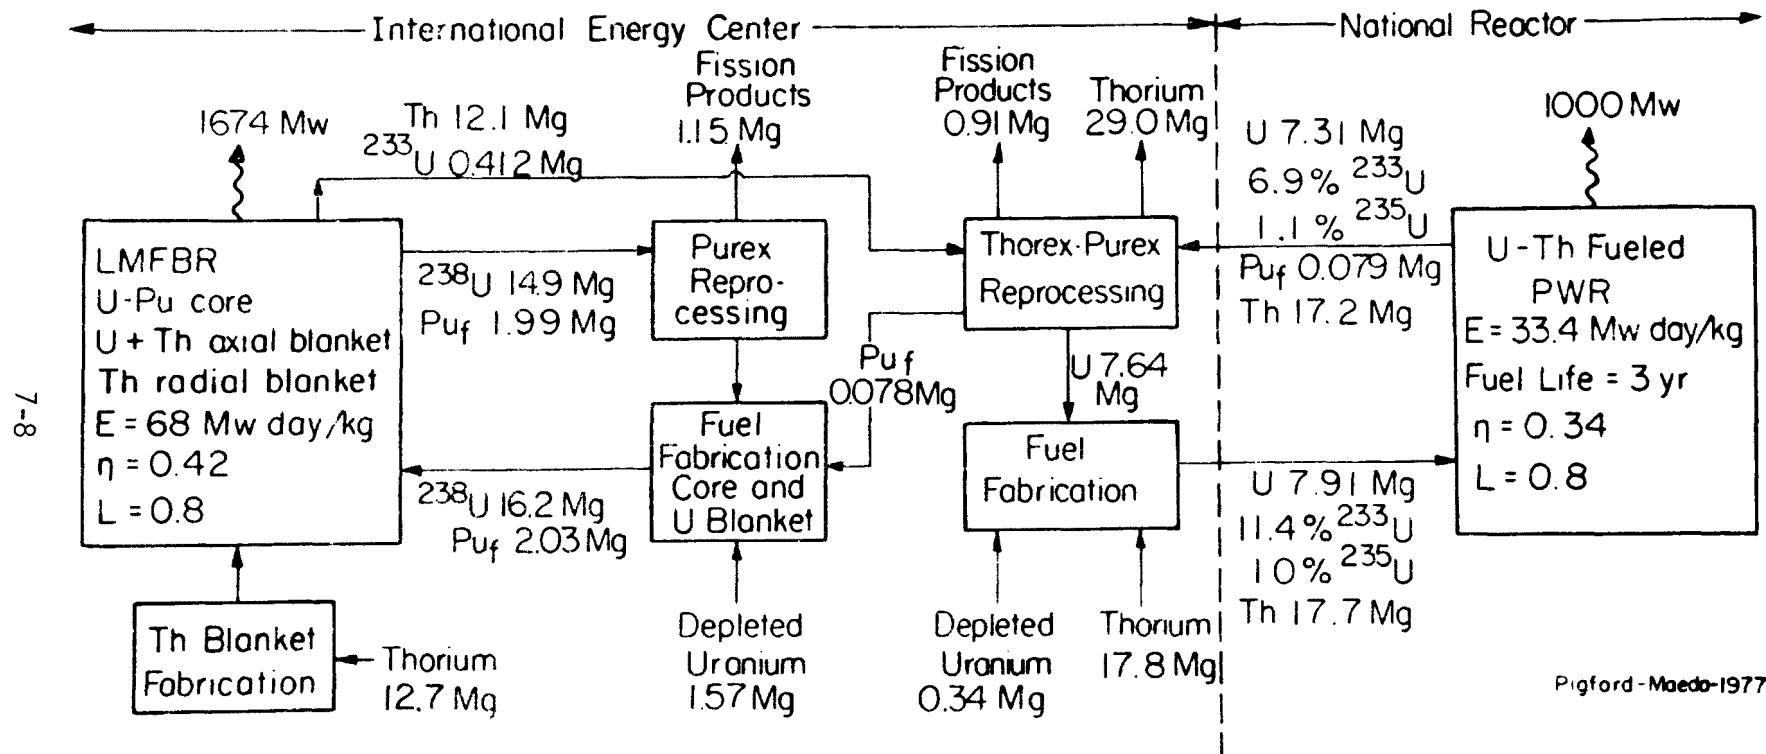 International Energy Center
National Reactor
1674 Mw
Th 12.1 Mg
²³³U 0.412 Mg
Fission
Products
1.15 Mg
Fission
Products
0.91 Mg
Thorium
29.0 Mg
1000 Mw
LMFBR
U-Pu core
U + Th axial blanket
Th radial blanket
E = 68 Mw day/kg
η = 0.42
L = 0.8
²³⁸U 14.9 Mg
Puf 1.99 Mg
Purex
Repro-
cessing
Thorex-Purex
Reprocessing
U 7.31 Mg
6.9% ²³³U
1.1% ²³⁵U
Puf 0.079 Mg
Th 17.2 Mg
U-Th Fueled
PWR
E = 33.4 Mw day/kg
Fuel Life = 3 yr
η = 0.34
L = 0.8
Puf
0.078 Mg
U 7.64
Mg
²³⁸U 16.2 Mg
Puf 2.03 Mg
Fuel
Fabrication
Core and
U Blanket
Fuel
Fabrication
U 7.91 Mg
11.4% ²³³U
1 0% ²³⁵U
Th 17.7 Mg
Th Blanket
Fabrication
Thorium
12.7 Mg
Depleted
Uranium
1.57 Mg
Depleted
Uranium
0.34 Mg
Thorium
17.8 Mg
Pigford-Maeda-1977
7-8